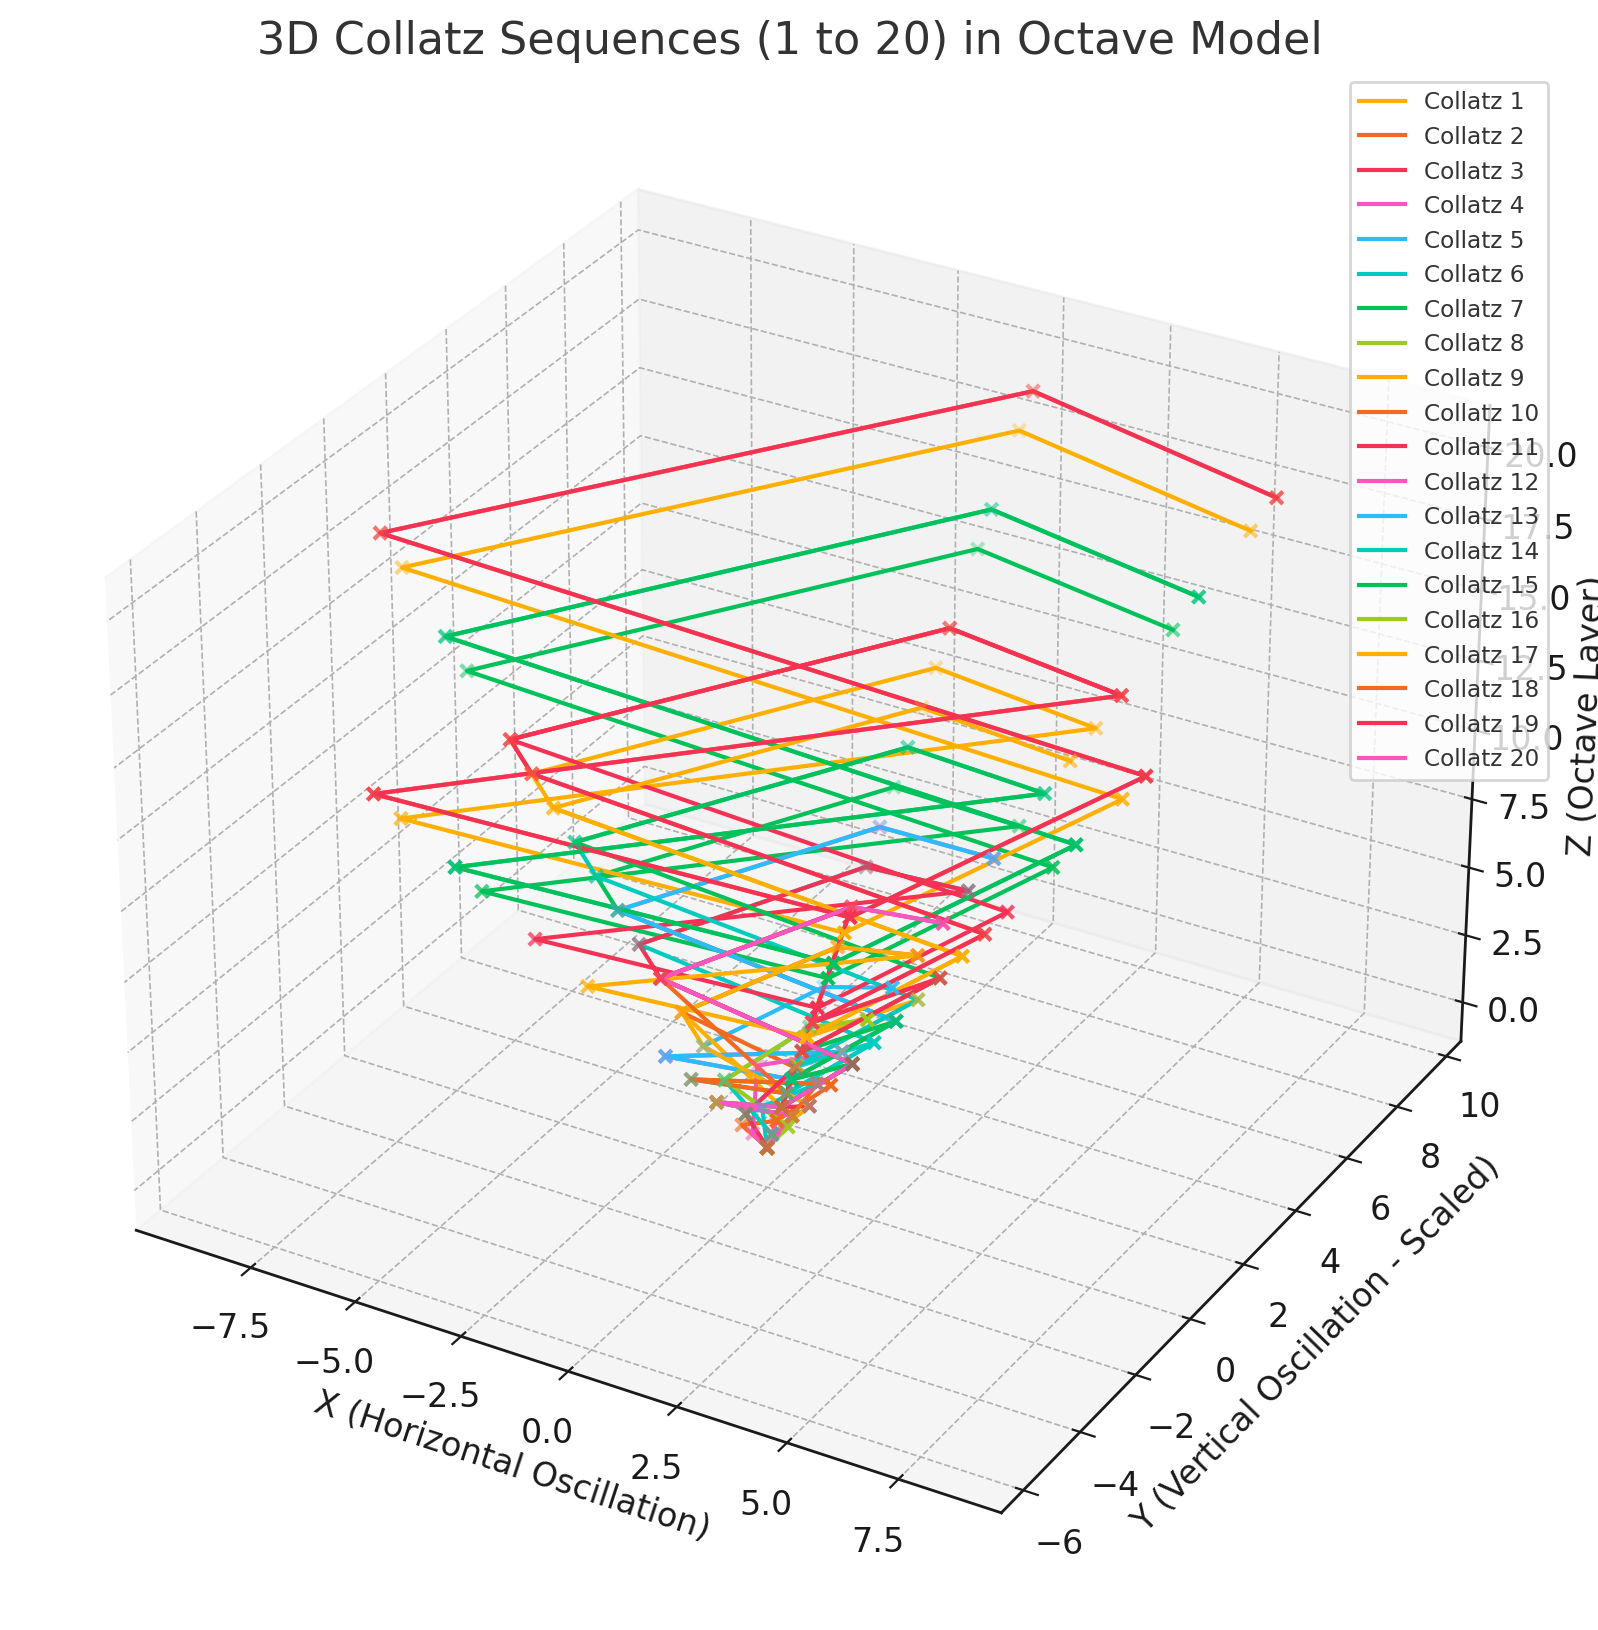 3D Collatz Sequences (1 to 20) in Octave Model
Collatz 1
Collatz 2
Collatz 3
Collatz 4
Collatz 5
Collatz 6
Collatz 7
Collatz 8
Collatz 9
Collatz 10
Collatz 11
Collatz 12
Collatz 13
Collatz 14
Collatz 15
Collatz 16
Collatz 17
Collatz 18
Collatz 19
Collatz 20
20.0
17.5
15.0
12.5
10.0
7.5
5.0
2.5
0.0
Z (Octave Layer)
10
8
6
4
2
0
−2
−4
−6
Y (Vertical Oscillation - Scaled)
−7.5
−5.0
−2.5
0.0
2.5
5.0
7.5
X (Horizontal Oscillation)